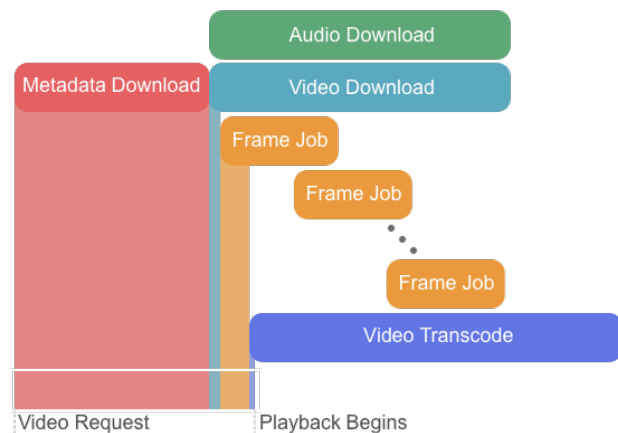 Audio Download
Metadata Download
Video Download
Frame Job
Frame Job
Frame Job
Video Transcode
Video Request
Playback Begins